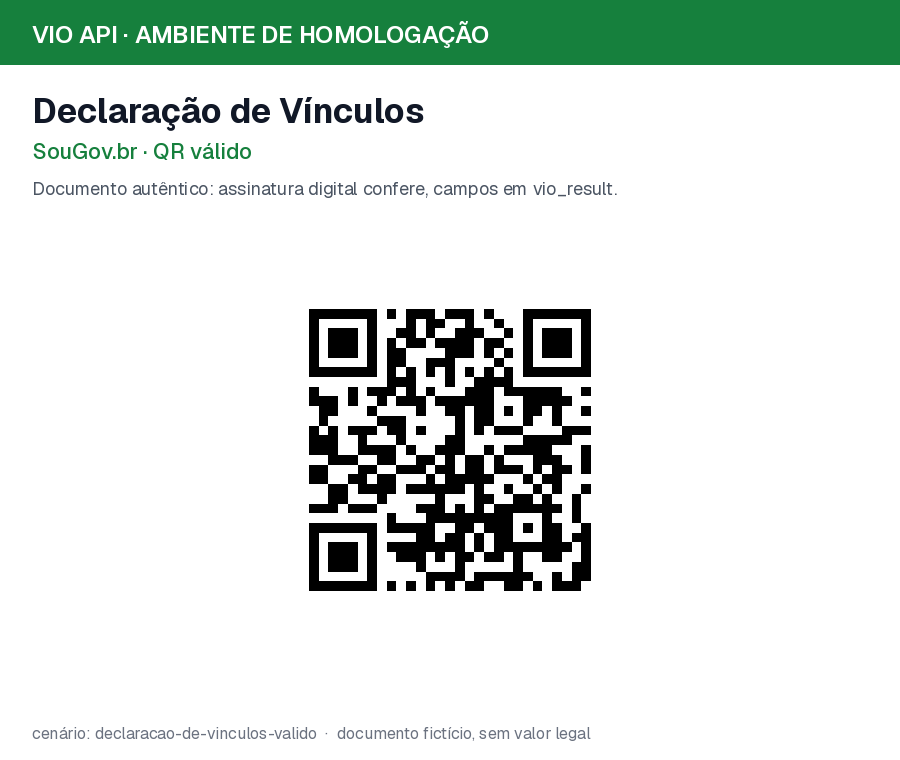 VIO API · AMBIENTE DE HOMOLOGAÇÃO
Declaração de Vínculos
SouGov.br · QR válido
Documento autêntico: assinatura digital confere, campos em vio_result.
cenário: declaracao-de-vinculos-valido · documento fictício, sem valor legal